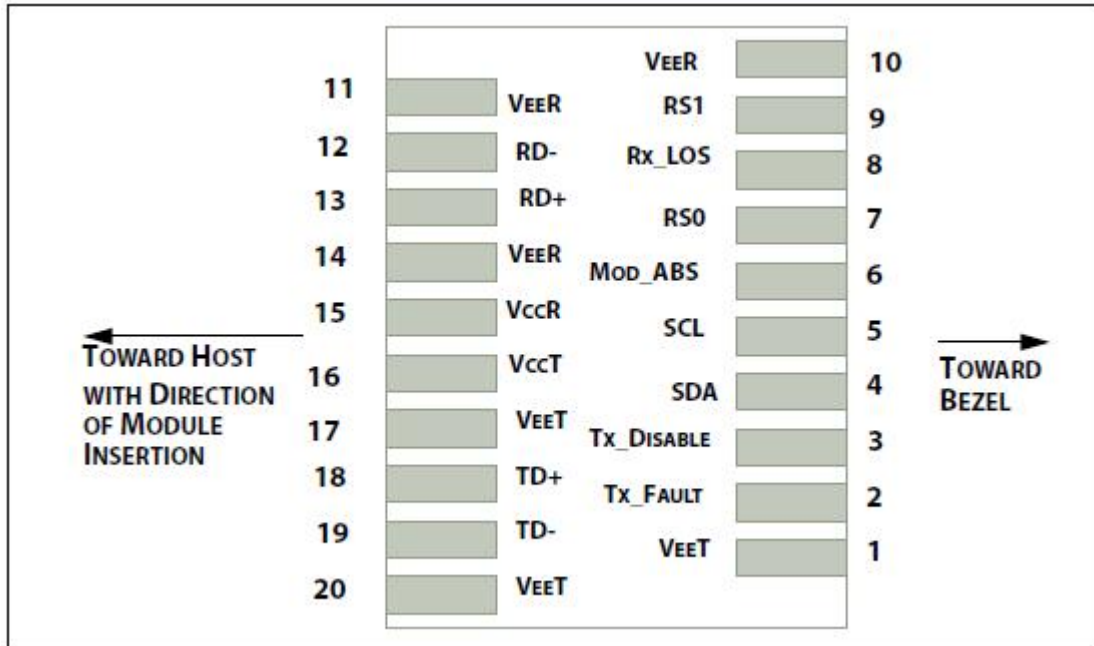 VEER 10
11 VEER
RS1 9
12 RD-
RX_LOS 8
13 RD+
RS0 7
14 VEER
MOD_ABS 6
15 VCCR
SCL 5
TOWARD HOST
WITH DIRECTION
OF MODULE
INSERTION
TOWARD
BEZEL
16 VCCT
SDA 4
17 VEET
TX_DISABLE 3
18 TD+
TX_FAULT 2
19 TD-
VEET 1
20 VEET